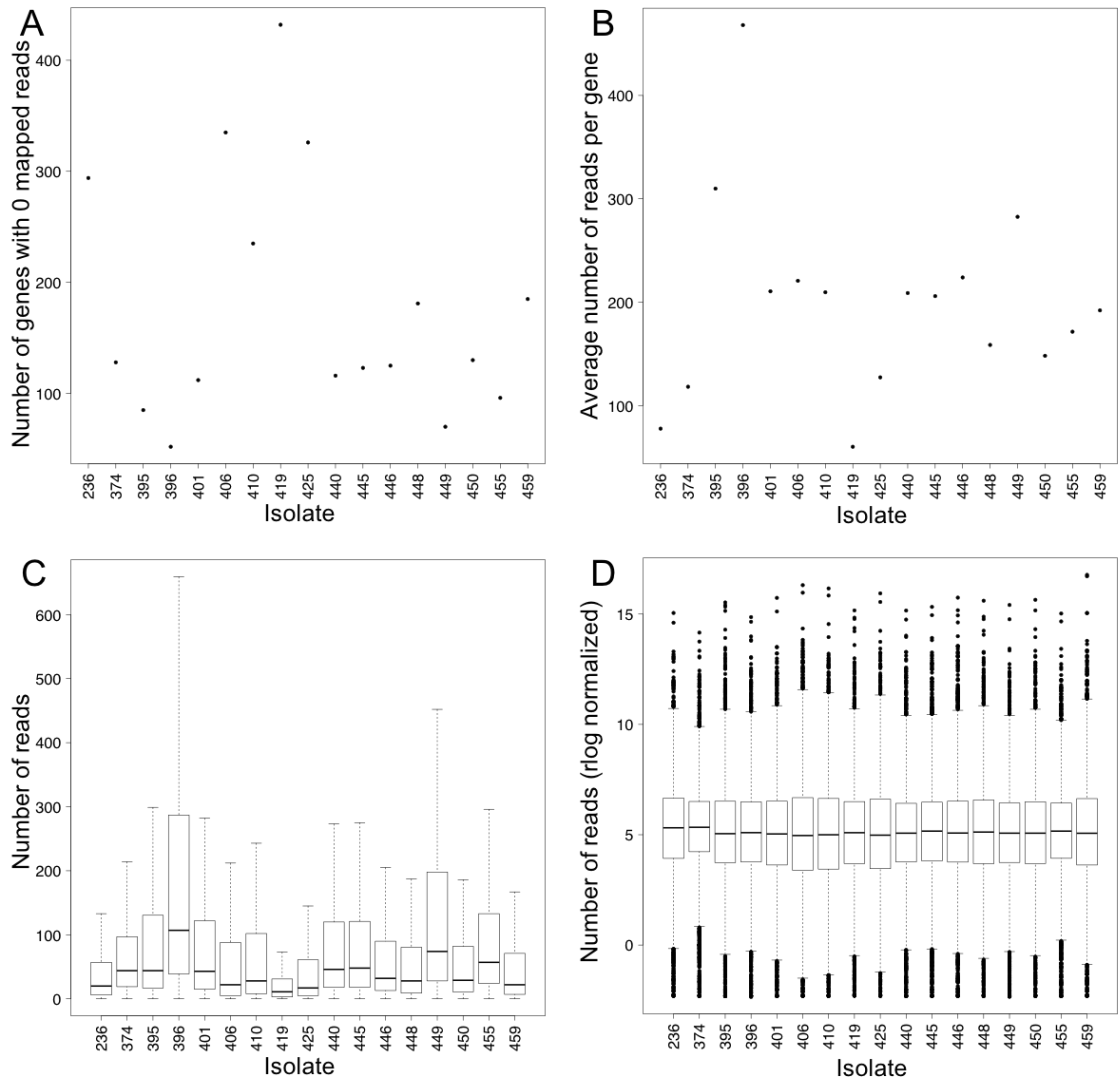 A
Number of genes with 0 mapped reads
400
300
200
100
236 374 395 396 401 406 410 419 425 440 445 446 448 449 450 455 459
Isolate
B
Average number of reads per gene
400
300
200
100
236 374 395 396 401 406 410 419 425 440 445 446 448 449 450 455 459
Isolate
C
Number of reads
600
500
400
300
200
100
0
236 374 395 396 401 406 410 419 425 440 445 446 448 449 450 455 459
Isolate
D
Number of reads (rlog normalized)
15
10
5
0
236 374 395 396 401 406 410 419 425 440 445 446 448 449 450 455 459
Isolate